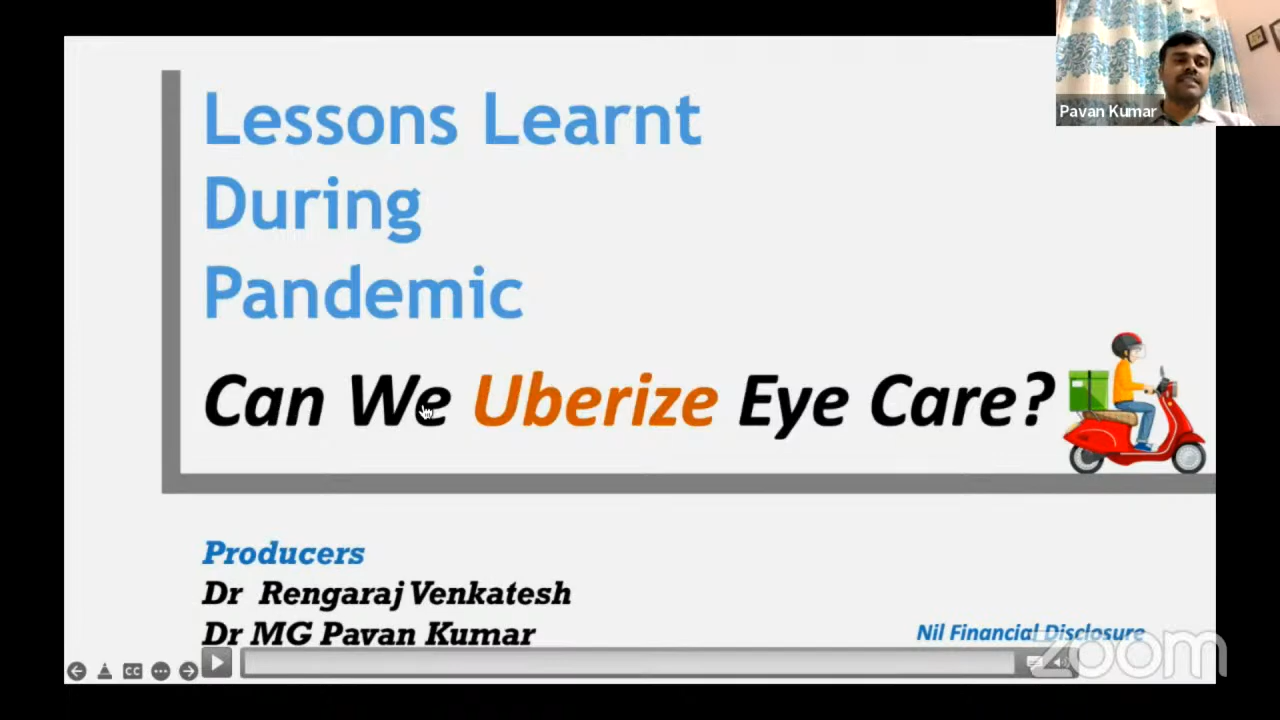 Pavan Kumar
Lessons Learnt
During
Pandemic
Can We Uberize Eye Care?
Producers
Dr Rengaraj Venkatesh
Dr MG Pavan Kumar
Nil Financial Disclosure
CC
zoom